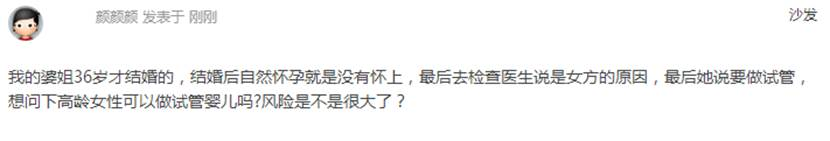 颜颜颜 发表于 刚刚 沙发
我的婆姐36岁才结婚的，结婚后自然怀孕就是没有怀上，最后去检查医生说是女方的原因，最后她说要做试管，
想问下高龄女性可以做试管婴儿吗?风险是不是很大了？